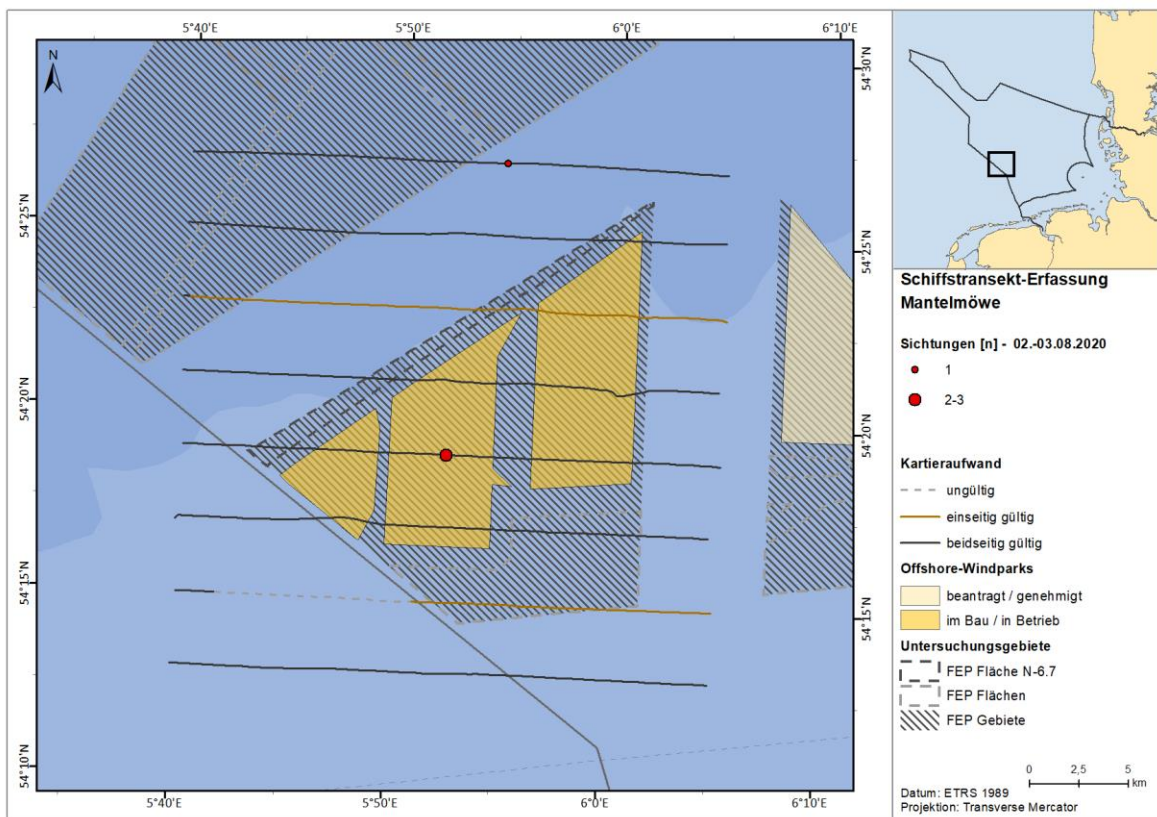 5°40'E
5°50'E
6°0'E
6°10'E
N
54°30'N
54°25'N
54°25'N
54°20'N
54°20'N
54°15'N
54°15'N
54°10'N
5°40'E
5°50'E
6°0'E
6°10'E
Schiffstransekt-Erfassung
Mantelmöwe
Sichtungen [n] - 02.-03.08.2020
1
2-3
Kartieraufwand
ungültig
einseitig gültig
beidseitig gültig
Offshore-Windparks
beantragt / genehmigt
im Bau / in Betrieb
Untersuchungsgebiete
FEP Fläche N-6.7
FEP Flächen
FEP Gebiete
0 2,5 5
km
Datum: ETRS 1989
Projektion: Transverse Mercator